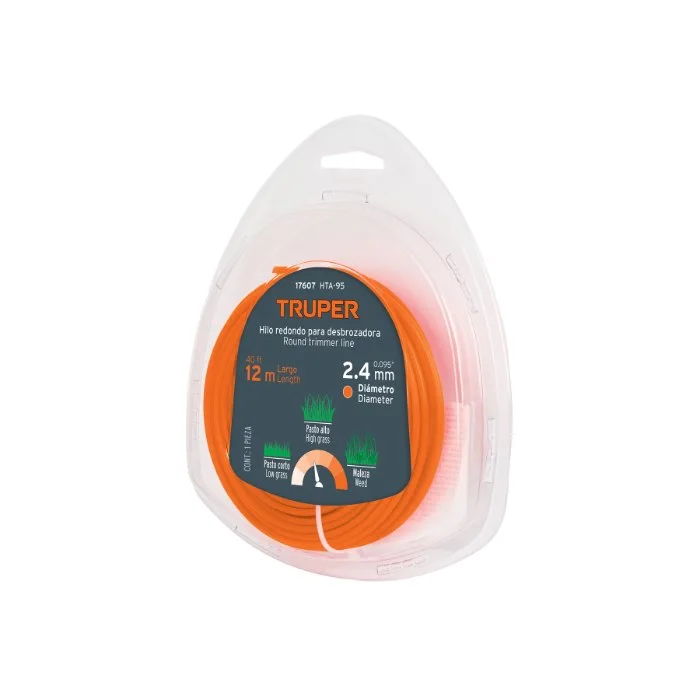 17607 HTA-95
TRUPER
Hilo redondo para desbrozadora
Round trimmer line
40 ft
12 m
Largo
Length
0.095"
2.4 mm
Diámetro
Diameter
Pasto alto
High grass
Pasto corto
Low grass
Maleza
Weed
CONT.: 1 PIEZA